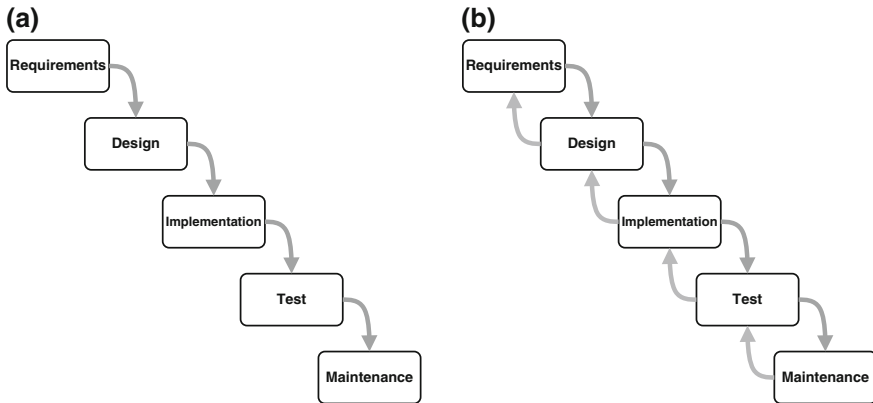 (a)
Requirements
Design
Implementation
Test
Maintenance
(b)
Requirements
Design
Implementation
Test
Maintenance